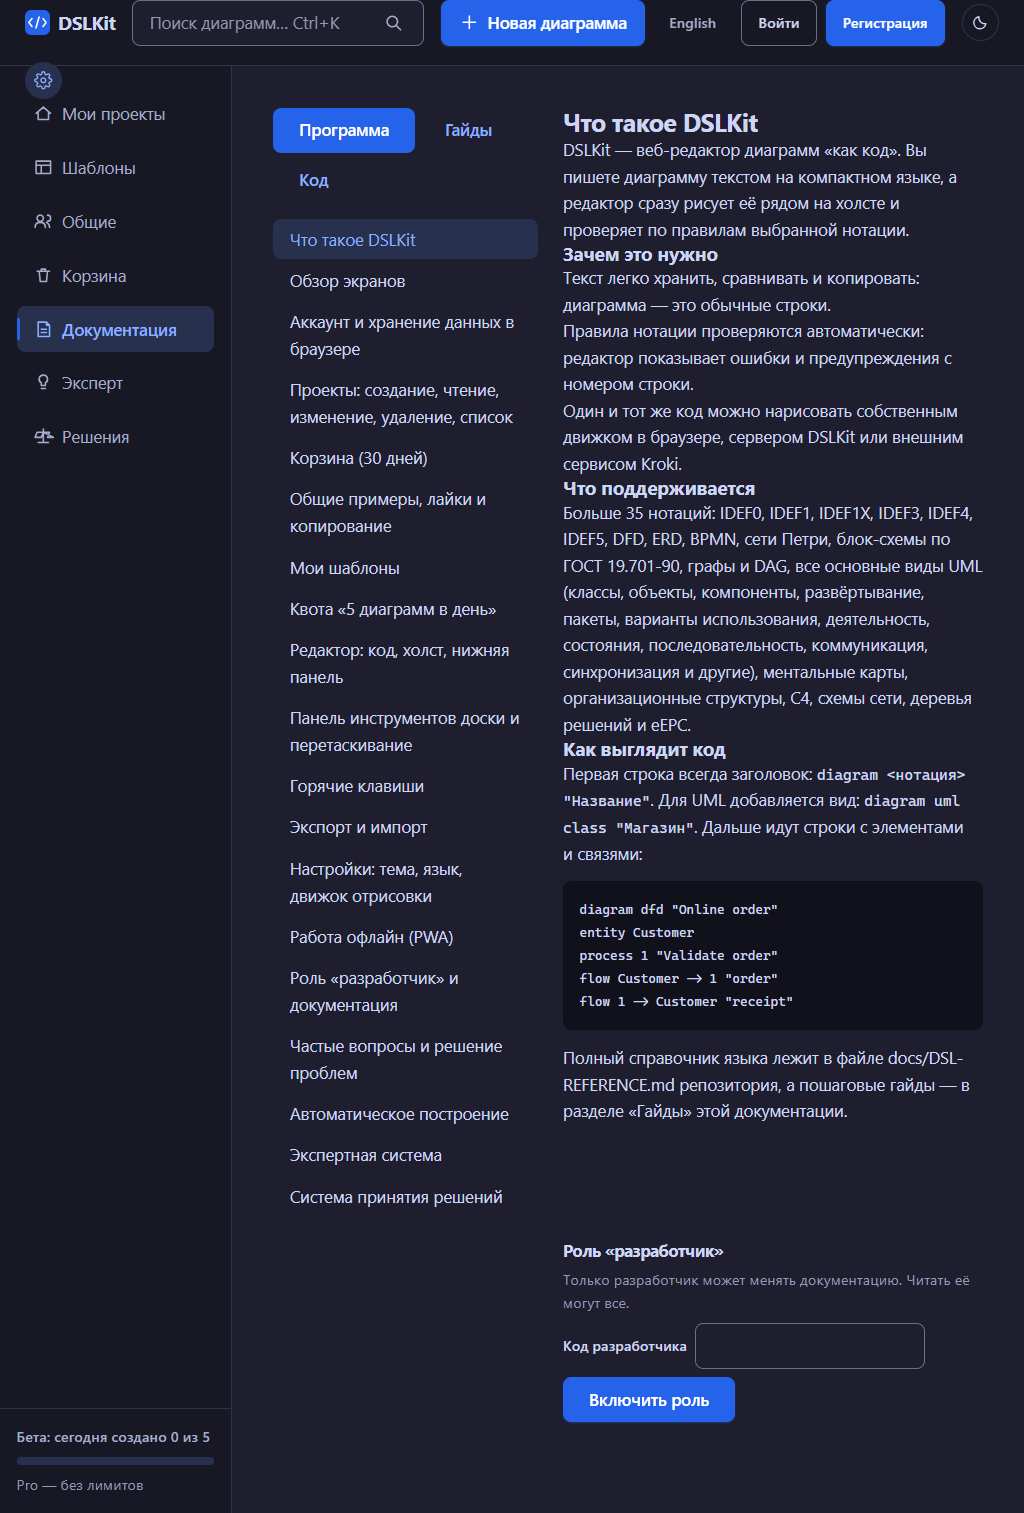 DSLKit
Поиск диаграмм... Ctrl+K
Новая диаграмма
English
Войти
Регистрация
Мои проекты
Шаблоны
Общие
Корзина
Документация
Эксперт
Решения
Бета: сегодня создано 0 из 5
Pro — без лимитов
Программа
Гайды
Код
Что такое DSLKit
Обзор экранов
Аккаунт и хранение данных в
браузере
Проекты: создание, чтение,
изменение, удаление, список
Корзина (30 дней)
Общие примеры, лайки и
копирование
Мои шаблоны
Квота «5 диаграмм в день»
Редактор: код, холст, нижняя
панель
Панель инструментов доски и
перетаскивание
Горячие клавиши
Экспорт и импорт
Настройки: тема, язык,
движок отрисовки
Работа офлайн (PWA)
Роль «разработчик» и
документация
Частые вопросы и решение
проблем
Автоматическое построение
Экспертная система
Система принятия решений
Что такое DSLKit
DSLKit — веб-редактор диаграмм «как код». Вы
пишете диаграмму текстом на компактном языке, а
редактор сразу рисует её рядом на холсте и
проверяет по правилам выбранной нотации.
Зачем это нужно
Текст легко хранить, сравнивать и копировать:
диаграмма — это обычные строки.
Правила нотации проверяются автоматически:
редактор показывает ошибки и предупреждения с
номером строки.
Один и тот же код можно нарисовать собственным
движком в браузере, сервером DSLKit или внешним
сервисом Kroki.
Что поддерживается
Больше 35 нотаций: IDEF0, IDEF1, IDEF1X, IDEF3, IDEF4,
IDEF5, DFD, ERD, BPMN, сети Петри, блок-схемы по
ГОСТ 19.701-90, графы и DAG, все основные виды UML
(классы, объекты, компоненты, развёртывание,
пакеты, варианты использования, деятельность,
состояния, последовательность, коммуникация,
синхронизация и другие), ментальные карты,
организационные структуры, C4, схемы сети, деревья
решений и eEPC.
Как выглядит код
Первая строка всегда заголовок: diagram <нотация>
"Название". Для UML добавляется вид: diagram uml
class "Магазин". Дальше идут строки с элементами
и связями:
diagram dfd "Online order"
entity Customer
process 1 "Validate order"
flow Customer -> 1 "order"
flow 1 -> Customer "receipt"
Полный справочник языка лежит в файле docs/DSL-
REFERENCE.md репозитория, а пошаговые гайды — в
разделе «Гайды» этой документации.
Роль «разработчик»
Только разработчик может менять документацию. Читать её
могут все.
Код разработчика
Включить роль